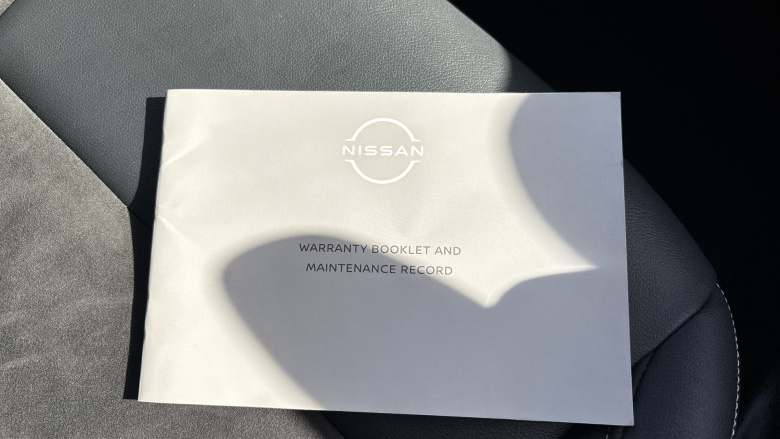 NISSAN
WARRANTY BOOKLET AND
MAINTENANCE RECORD